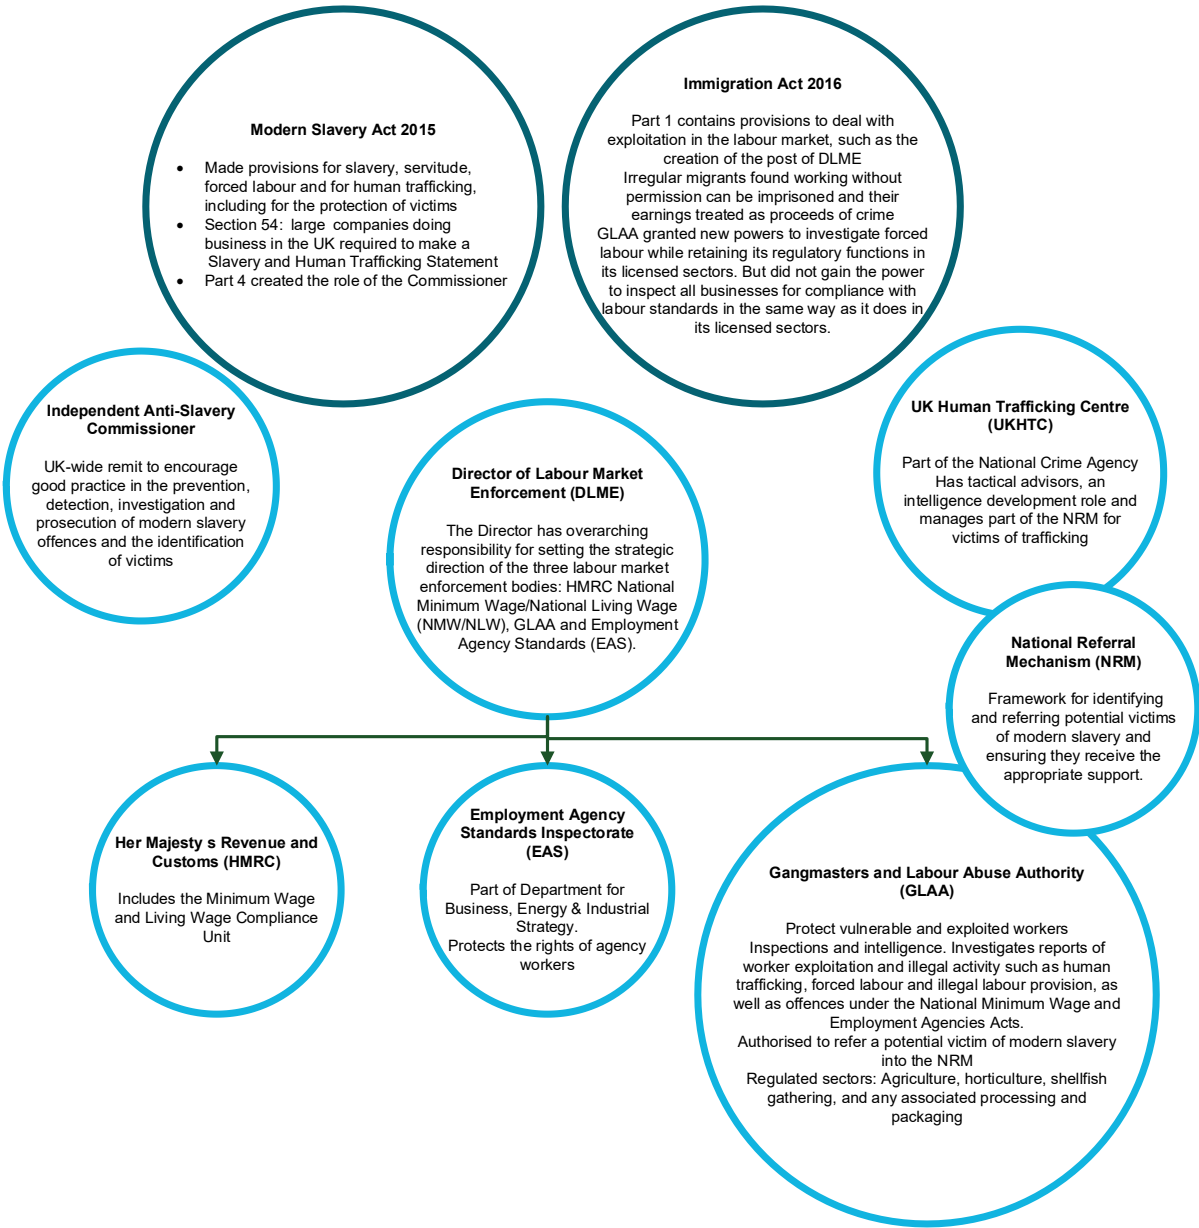 Modern Slavery Act 2015
• Made provisions for slavery, servitude,
forced labour and for human trafficking,
including for the protection of victims
• Section 54: large companies doing
business in the UK required to make a
Slavery and Human Trafficking Statement
• Part 4 created the role of the Commissioner
Immigration Act 2016
Part 1 contains provisions to deal with
exploitation in the labour market, such as the
creation of the post of DLME
Irregular migrants found working without
permission can be imprisoned and their
earnings treated as proceeds of crime
GLAA granted new powers to investigate forced
labour while retaining its regulatory functions in
its licensed sectors. But did not gain the power
to inspect all businesses for compliance with
labour standards in the same way as it does in
its licensed sectors.
Independent Anti-Slavery
Commissioner
UK-wide remit to encourage
good practice in the prevention,
detection, investigation and
prosecution of modern slavery
offences and the identification
of victims
Director of Labour Market
Enforcement (DLME)
The Director has overarching
responsibility for setting the strategic
direction of the three labour market
enforcement bodies: HMRC National
Minimum Wage/National Living Wage
(NMW/NLW), GLAA and Employment
Agency Standards (EAS).
UK Human Trafficking Centre
(UKHTC)
Part of the National Crime Agency
Has tactical advisors, an
intelligence development role and
manages part of the NRM for
victims of trafficking
National Referral
Mechanism (NRM)
Framework for identifying
and referring potential victims
of modern slavery and
ensuring they receive the
appropriate support.
Her Majesty s Revenue and
Customs (HMRC)
Includes the Minimum Wage
and Living Wage Compliance
Unit
Employment Agency
Standards Inspectorate
(EAS)
Part of Department for
Business, Energy & Industrial
Strategy.
Protects the rights of agency
workers
Gangmasters and Labour Abuse Authority
(GLAA)
Protect vulnerable and exploited workers
Inspections and intelligence. Investigates reports of
worker exploitation and illegal activity such as human
trafficking, forced labour and illegal labour provision, as
well as offences under the National Minimum Wage and
Employment Agencies Acts.
Authorised to refer a potential victim of modern slavery
into the NRM
Regulated sectors: Agriculture, horticulture, shellfish
gathering, and any associated processing and
packaging